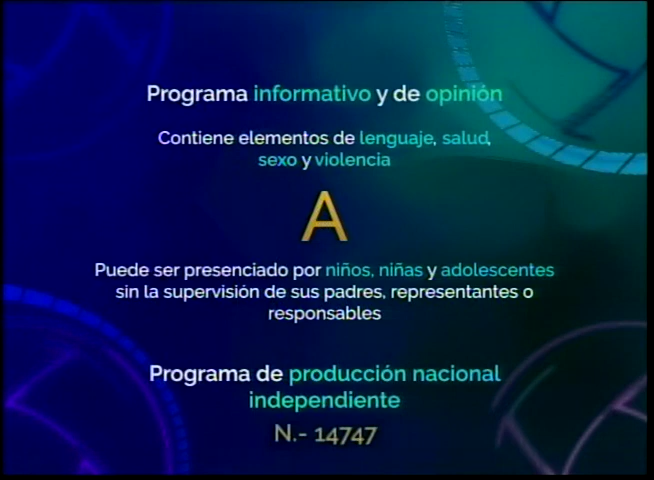 Programa informativo y de opinión
Contiene elementos de lenguaje, salud,
sexo y violencia
A
Puede ser presenciado por niños, niñas y adolescentes
sin la supervisión de sus padres, representantes o
responsables
Programa de producción nacional
independiente
N.- 14747